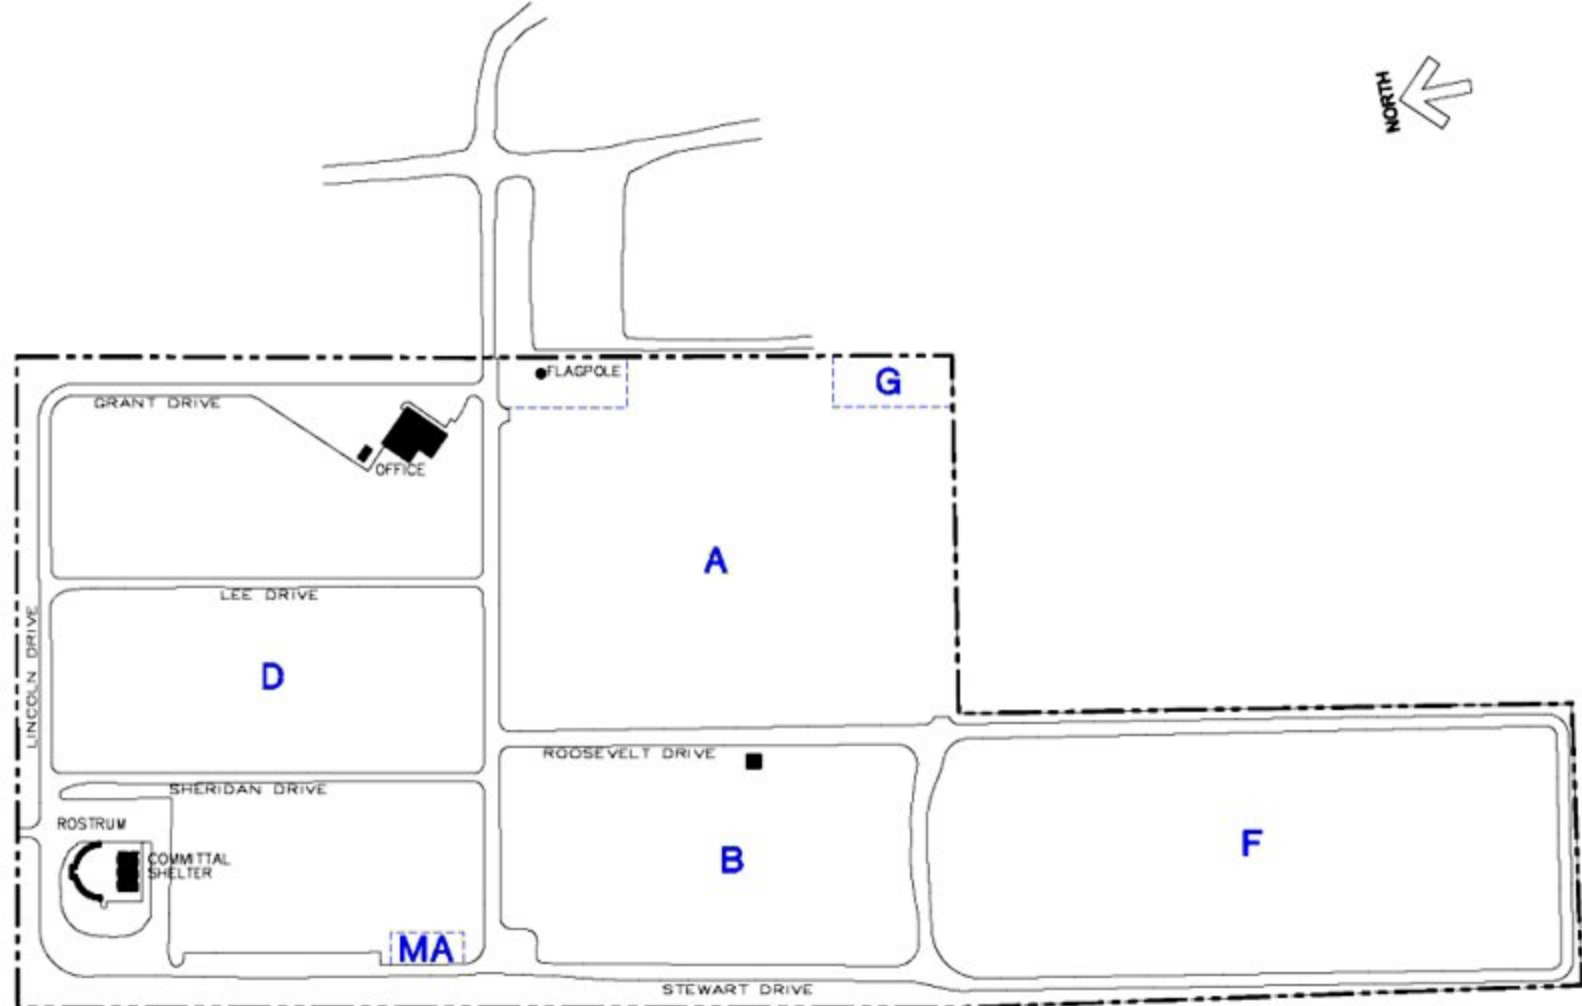 NORTH
FLAGPOLE
G
GRANT DRIVE
OFFICE
A
LEE DRIVE
LINCOLN DRIVE
D
ROOSEVELT DRIVE
SHERIDAN DRIVE
ROSTRUM
COMMITTAL
SHELTER
B
F
MA
STEWART DRIVE